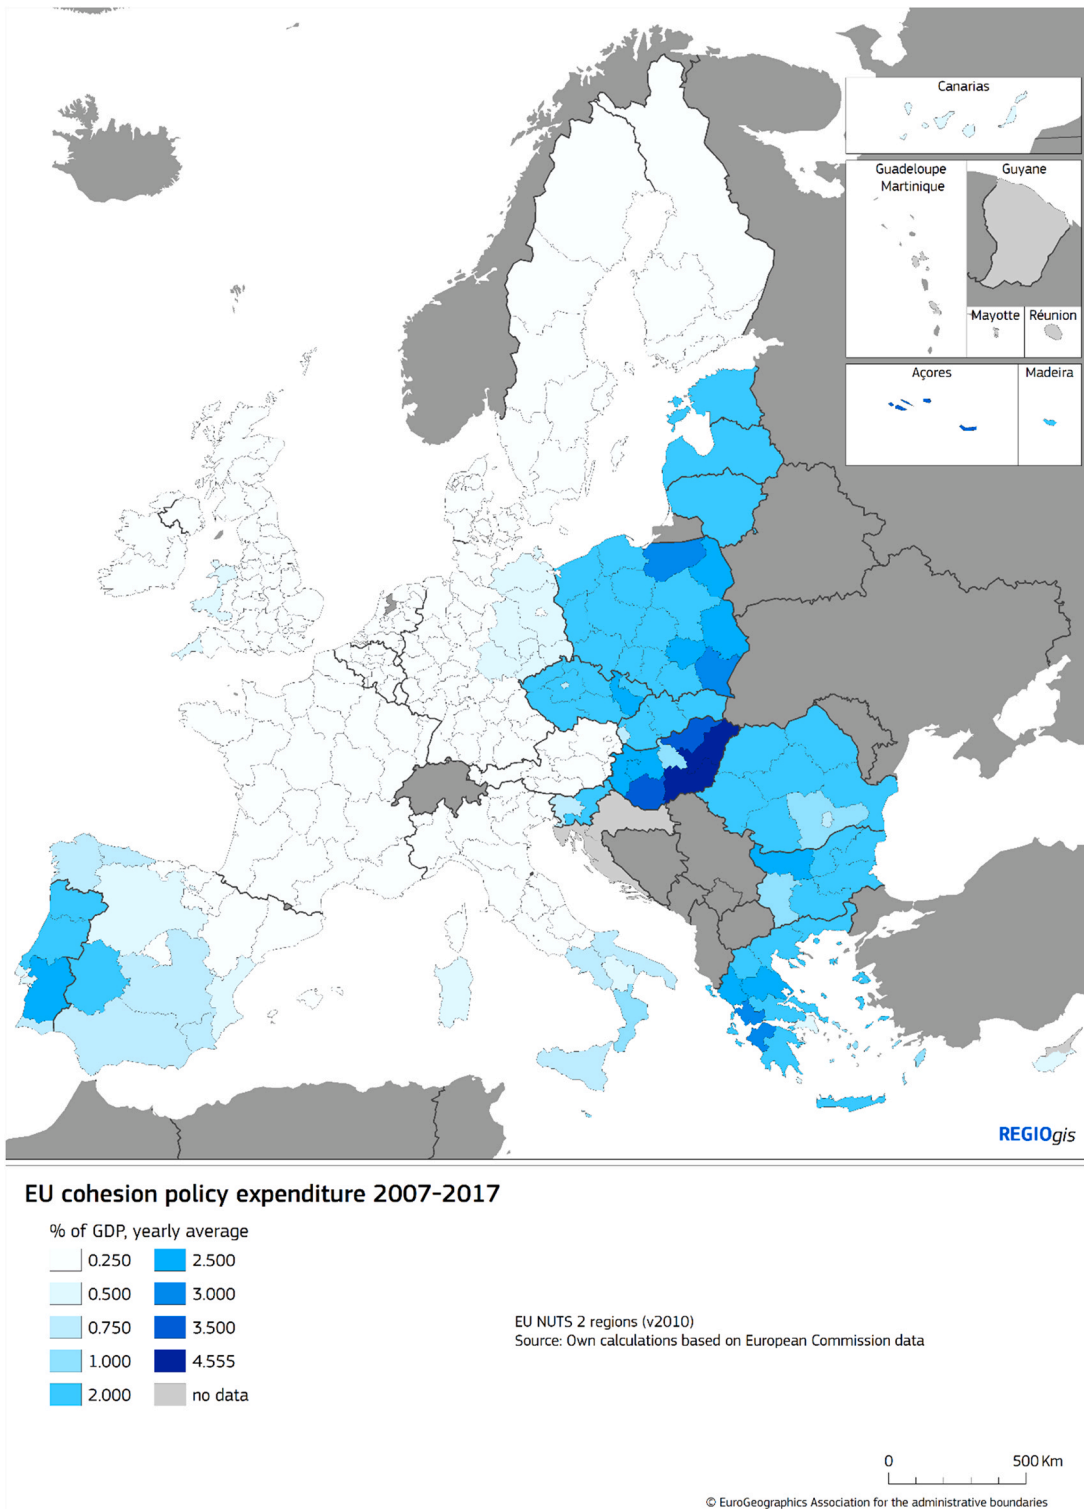 Canarias
Guadeloupe
Martinique
Guyane
Mayotte
Réunion
Açores
Madeira
REGIOgis
EU cohesion policy expenditure 2007-2017
% of GDP, yearly average
0.250
0.500
0.750
1.000
2.000
2.500
3.000
3.500
4.555
no data
EU NUTS 2 regions (v2010)
Source: Own calculations based on European Commission data
0 500 Km
© EuroGeographics Association for the administrative boundaries